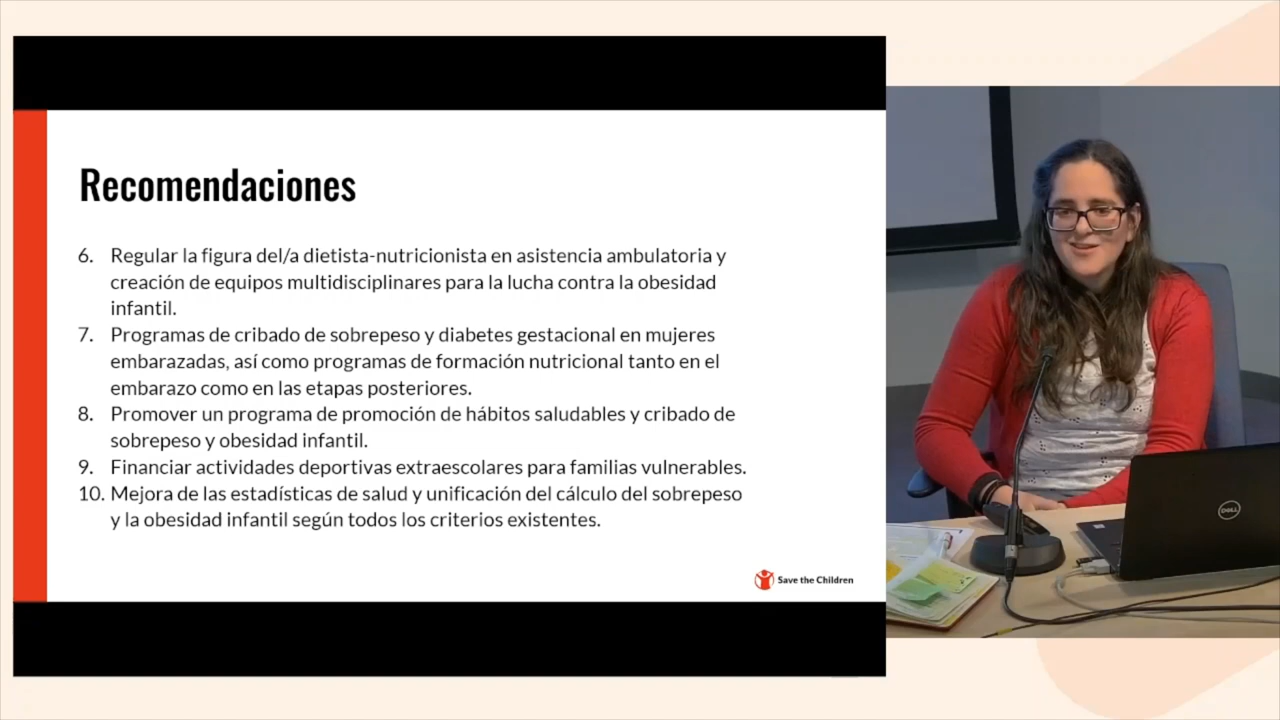 Recomendaciones
6. Regular la figura del/a dietista-nutricionista en asistencia ambulatoria y
creación de equipos multidisciplinares para la lucha contra la obesidad
infantil.
7. Programas de cribado de sobrepeso y diabetes gestacional en mujeres
embarazadas, así como programas de formación nutricional tanto en el
embarazo como en las etapas posteriores.
8. Promover un programa de promoción de hábitos saludables y cribado de
sobrepeso y obesidad infantil.
9. Financiar actividades deportivas extraescolares para familias vulnerables.
10. Mejora de las estadísticas de salud y unificación del cálculo del sobrepeso
y la obesidad infantil según todos los criterios existentes.
Save the Children
DELL